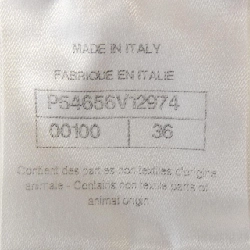 MADE IN ITALY
FABRIQUE EN ITALIE
P54656V12974
00100 36
Contient des parties non textiles d'origine
animale - Contains non textile parts of
animal origin